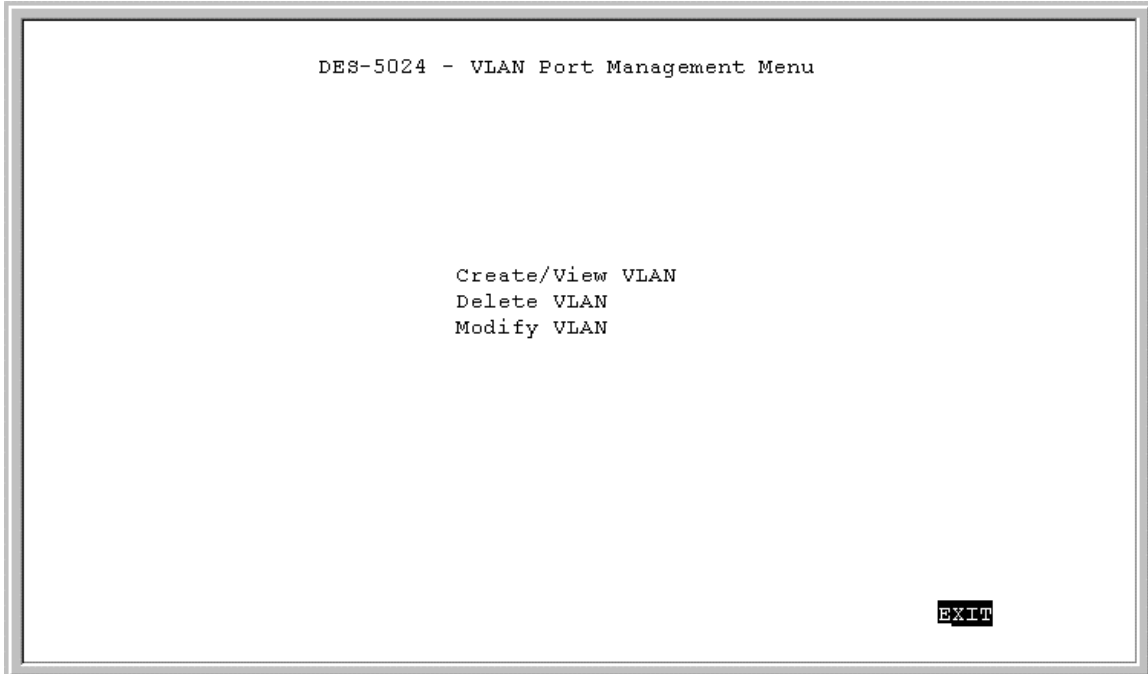 DES-5024 - VLAN Port Management Menu
Create/View VLAN
Delete VLAN
Modify VLAN
EXIT